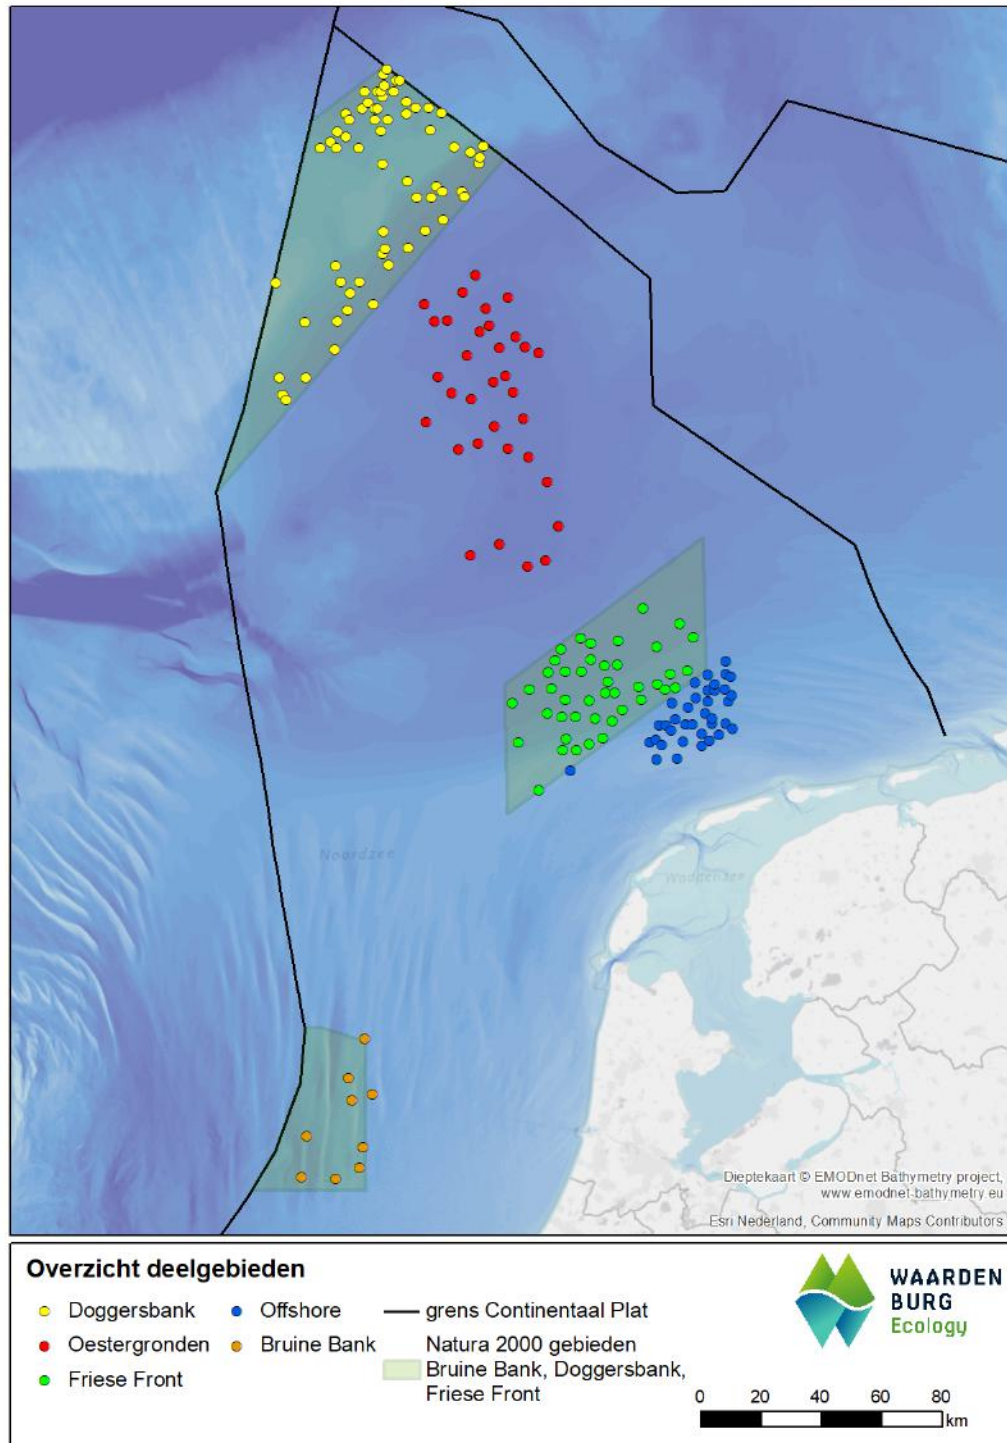 Noordzee
Waddenzee
Dieptekaart © EMODnet Bathymetry project,
www.emodnet-bathymetry.eu
Esri Nederland, Community Maps Contributors
Overzicht deelgebieden
Doggersbank
Oestergronden
Friese Front
Offshore
Bruine Bank
grens Continentaal Plat
Natura 2000 gebieden
Bruine Bank, Doggersbank,
Friese Front
WAARDEN
BURG
Ecology
0 20 40 60 80
km